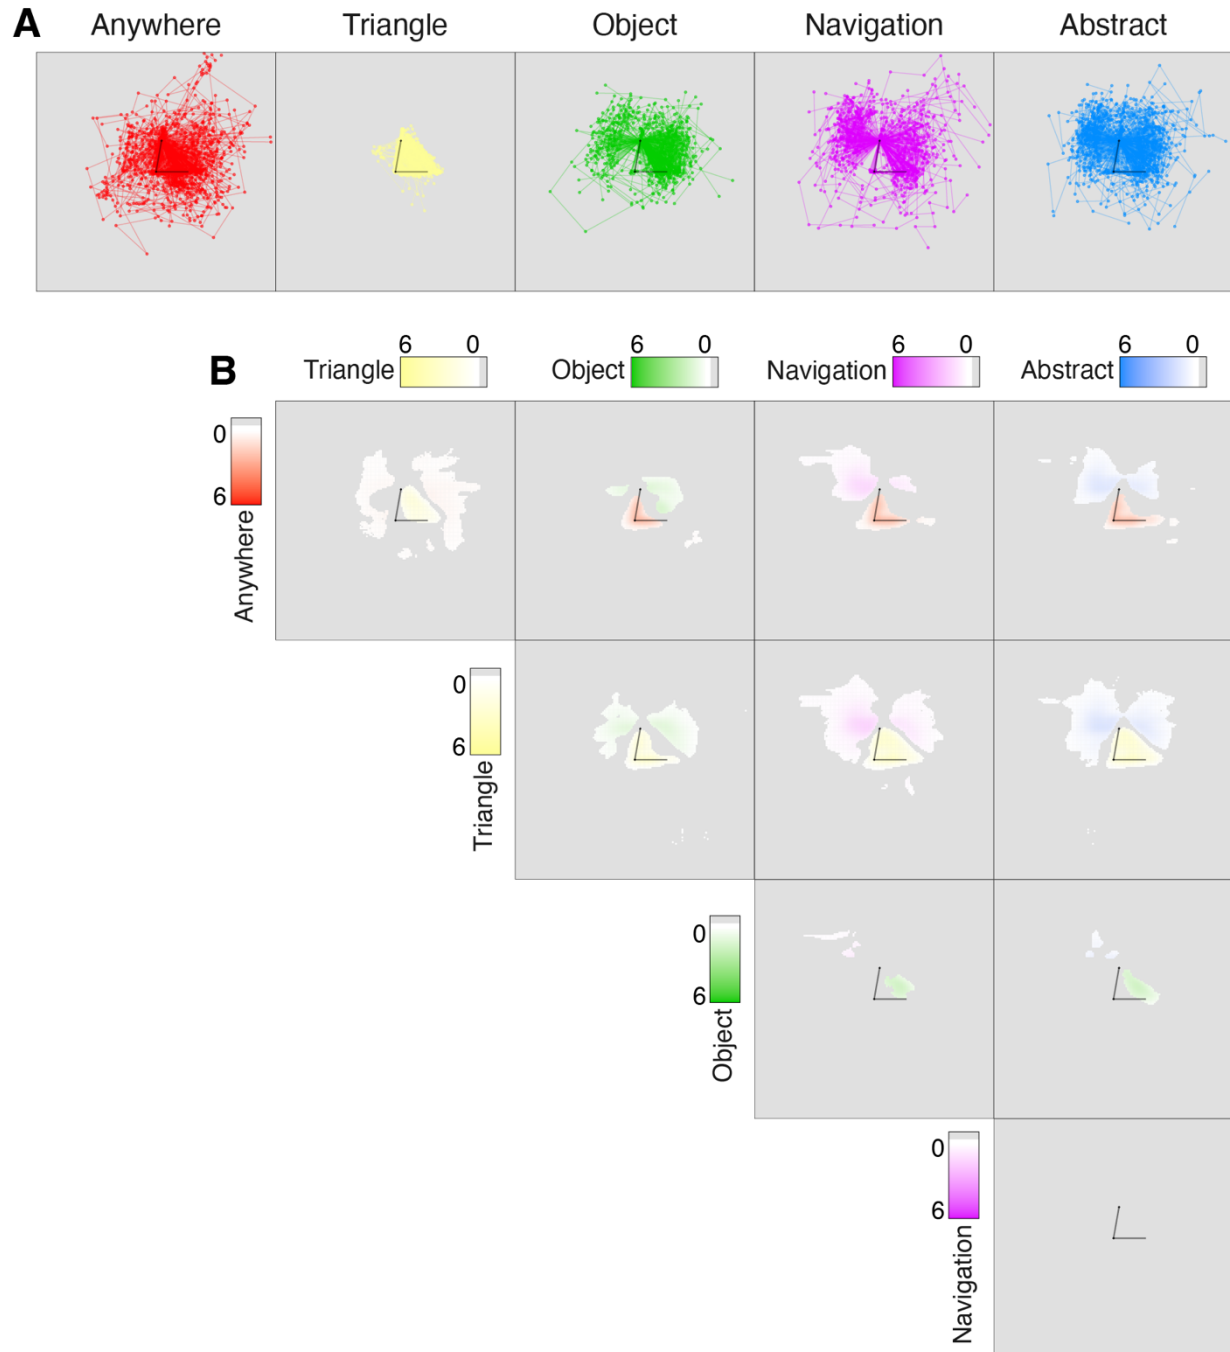 A Anywhere Triangle Object Navigation Abstract
B Triangle 6 0 Object 6 0 Navigation 6 0 Abstract 6 0
0
6
Anywhere
0
6
Triangle
0
6
Object
0
6
Navigation